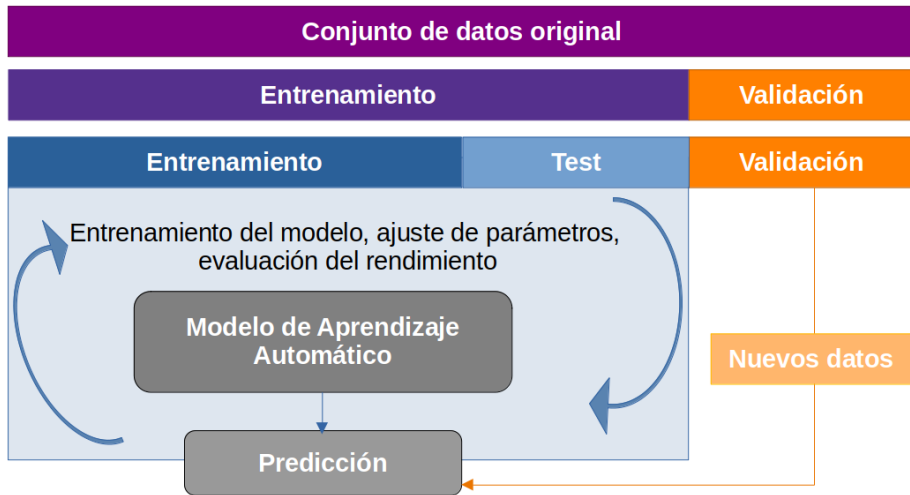 Conjunto de datos original
Entrenamiento
Validación
Entrenamiento
Test
Validación
Entrenamiento del modelo, ajuste de parámetros,
evaluación del rendimiento
Modelo de Aprendizaje
Automático
Nuevos datos
Predicción